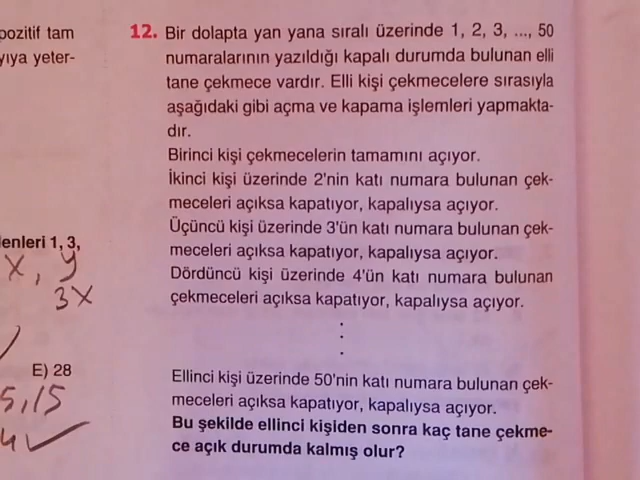 pozitif tam
yıya yeter-
12. Bir dolapta yan yana sıralı üzerinde 1, 2, 3, ..., 50
numaralarının yazıldığı kapalı durumda bulunan elli
tane çekmece vardır. Elli kişi çekmecelere sırasıyla
aşağıdaki gibi açma ve kapama işlemleri yapmakta-
dır.
Birinci kişi çekmecelerin tamamını açıyor.
İkinci kişi üzerinde 2'nin katı numara bulunan çek-
meceleri açıksa kapatıyor, kapalıysa açıyor.
Üçüncü kişi üzerinde 3'ün katı numara bulunan çek-
meceleri açıksa kapatıyor, kapalıysa açıyor.
Dördüncü kişi üzerinde 4'ün katı numara bulunan
çekmeceleri açıksa kapatıyor, kapalıysa açıyor.
.
.
.
Ellinci kişi üzerinde 50'nin katı numara bulunan çek-
meceleri açıksa kapatıyor, kapalıysa açıyor.
Bu şekilde ellinci kişiden sonra kaç tane çekme-
ce açık durumda kalmış olur?
lenleri 1, 3,
x, y
3x
E) 28
5,15
4